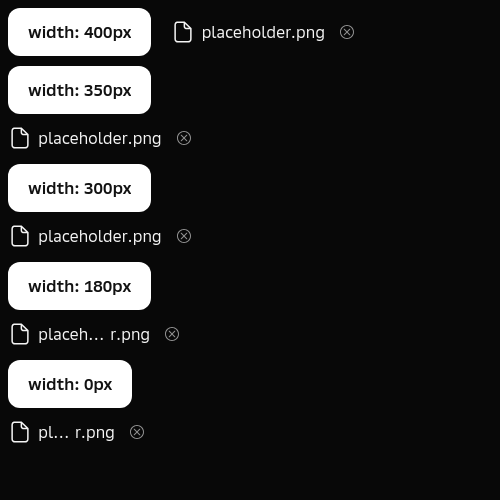 width: 400px placeholder.png
width: 350px
placeholder.png
width: 300px
placeholder.png
width: 180px
placeh... r.png
width: 0px
pl... r.png